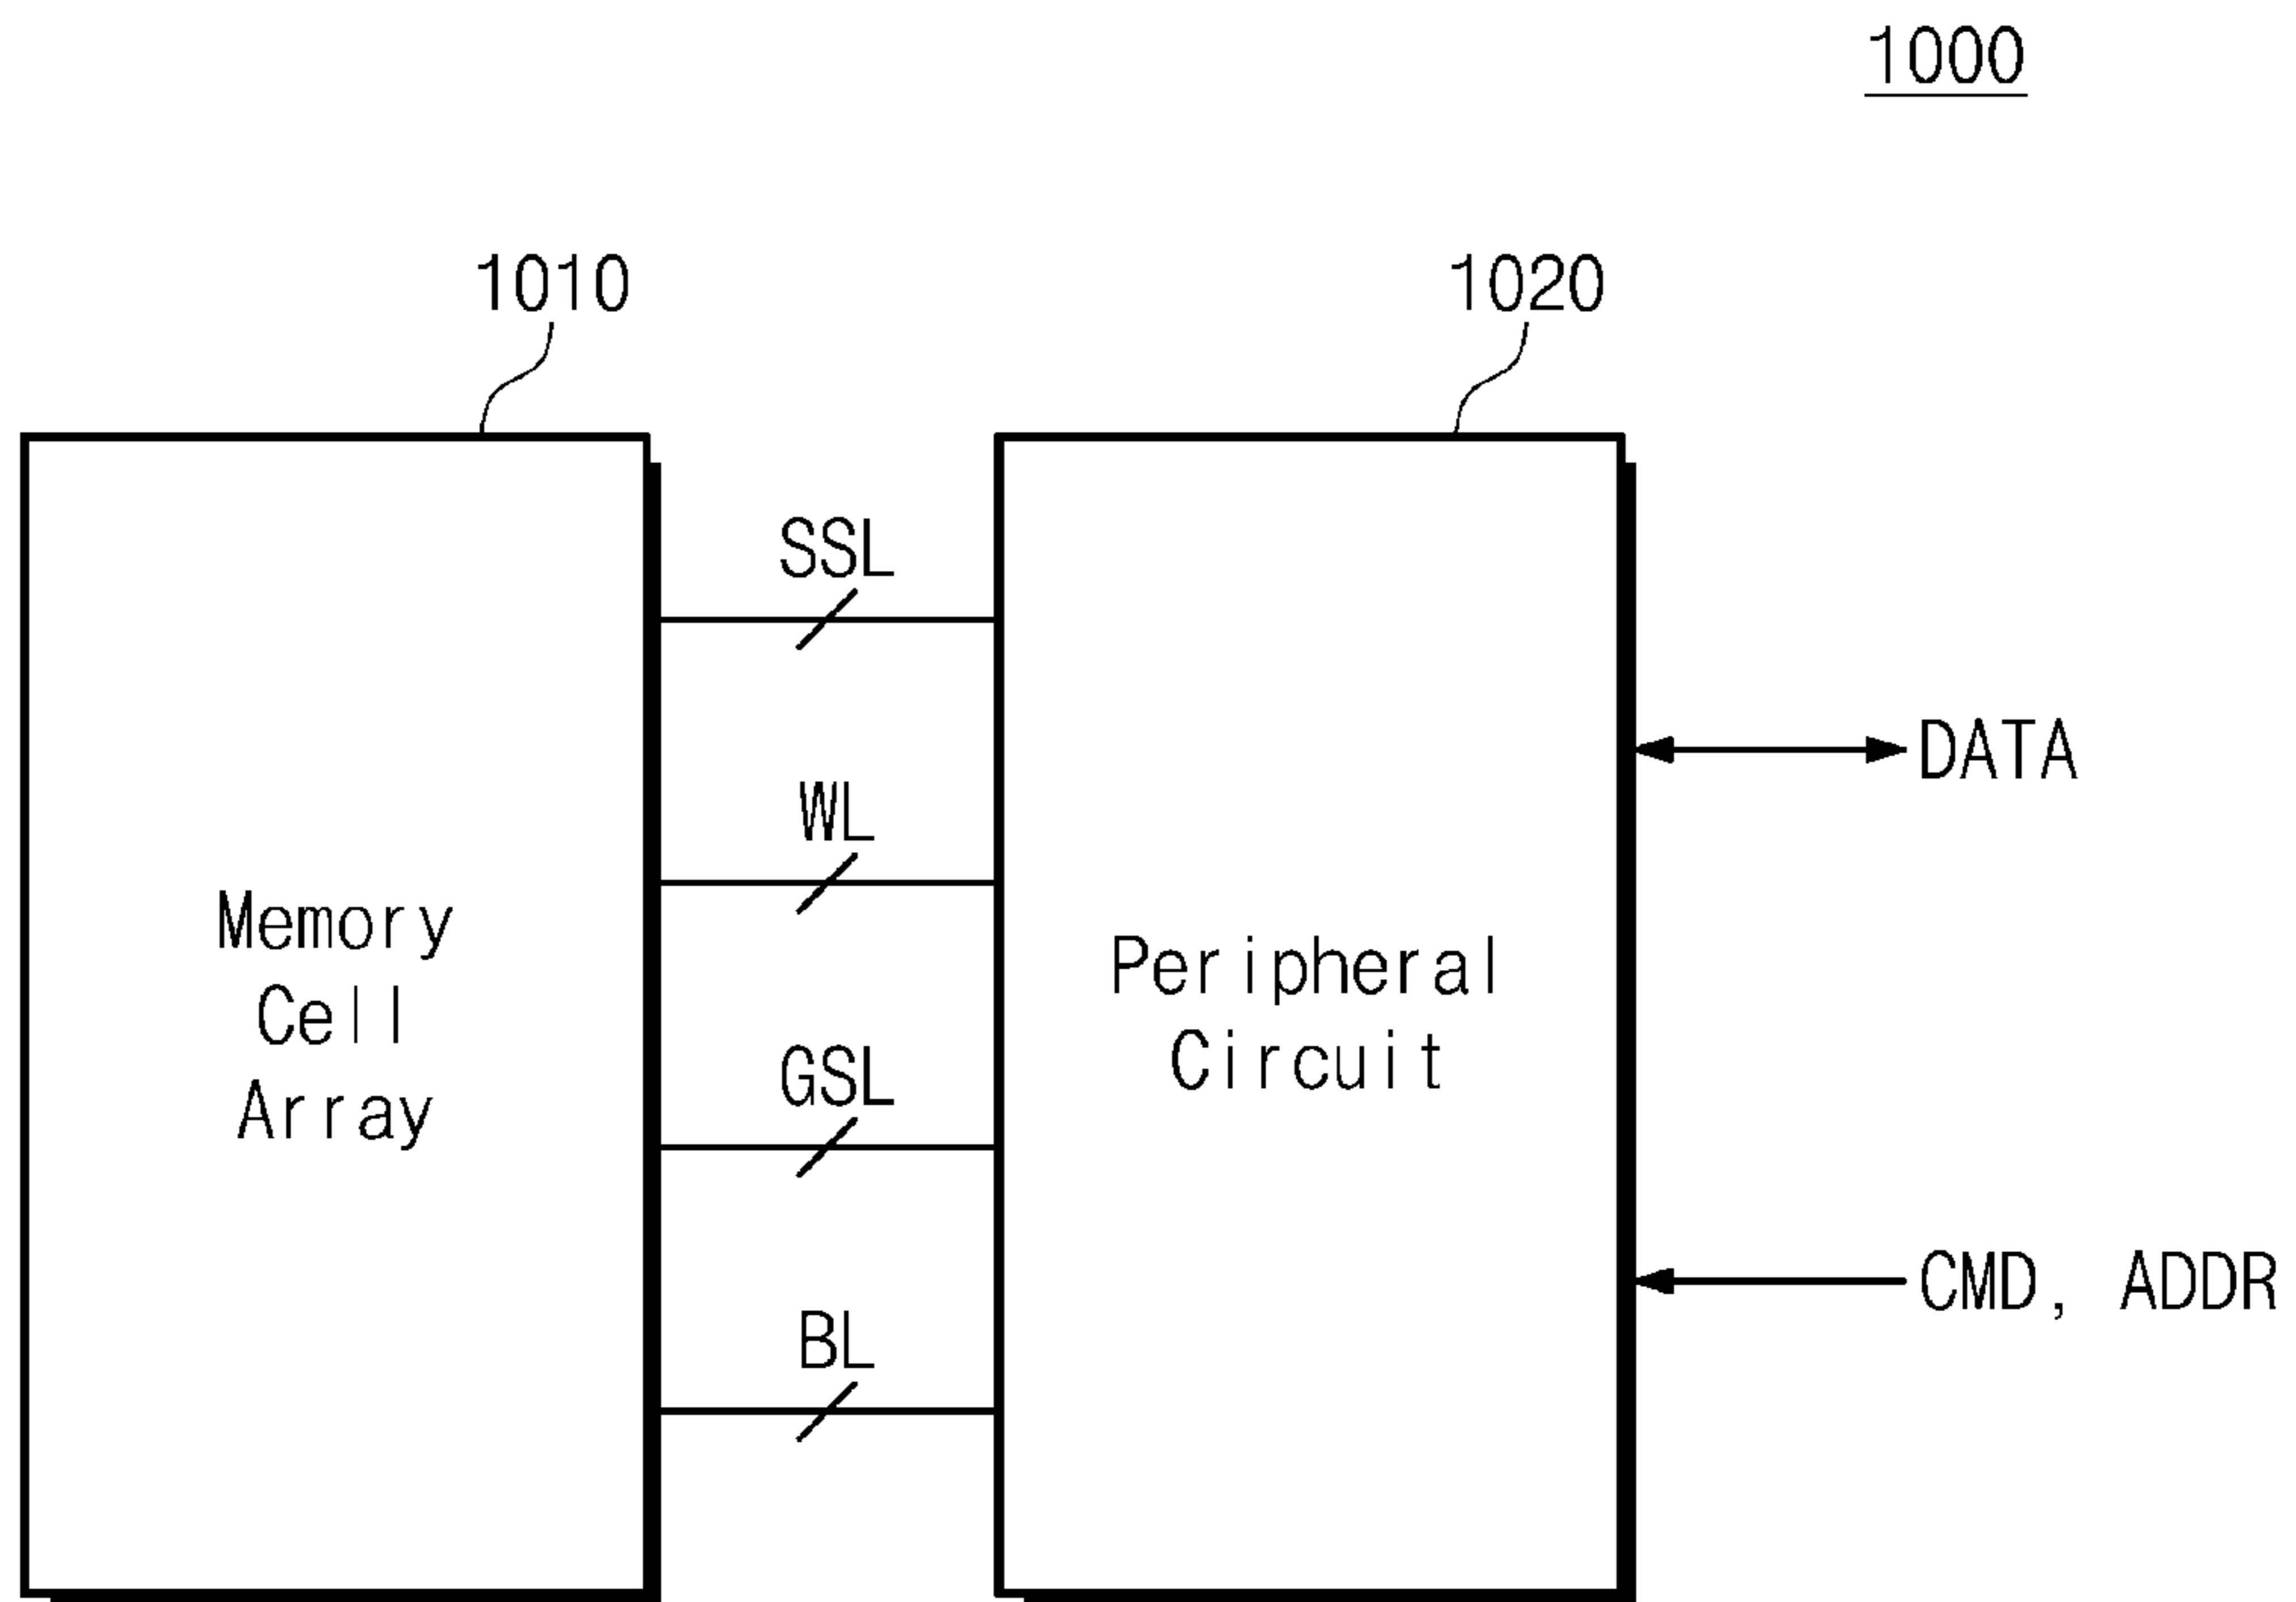 1000
1010
1020
SSL
WL
GSL
BL
Memory
Cell
Array
Peripheral
Circuit
DATA
CMD, ADDR